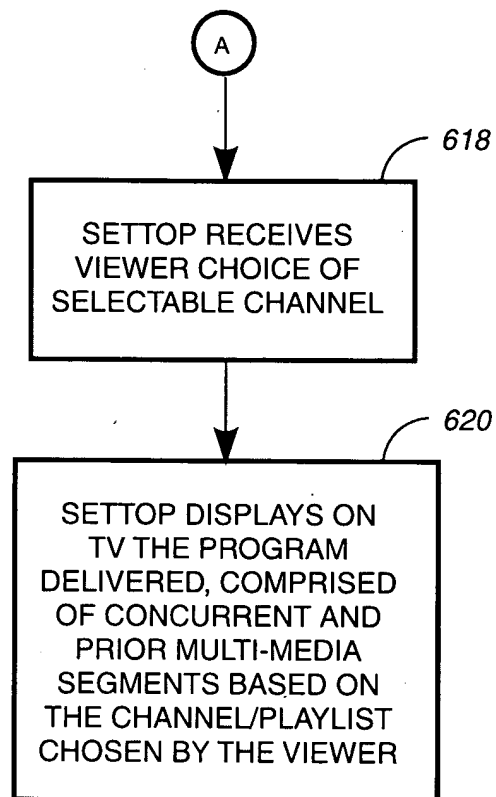 A
618
SETTOP RECEIVES
VIEWER CHOICE OF
SELECTABLE CHANNEL
620
SETTOP DISPLAYS ON
TV THE PROGRAM
DELIVERED, COMPRISED
OF CONCURRENT AND
PRIOR MULTI-MEDIA
SEGMENTS BASED ON
THE CHANNEL/PLAYLIST
CHOSEN BY THE VIEWER